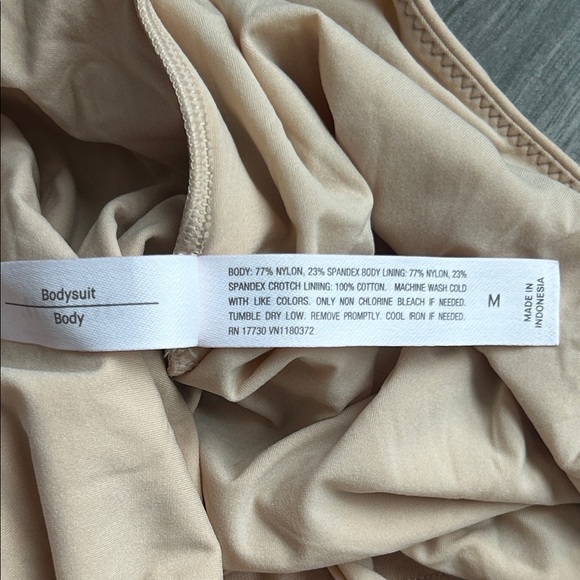 Bodysuit
Body
BODY: 77% NYLON, 23% SPANDEX BODY LINING: 77% NYLON, 23%
SPANDEX CROTCH LINING: 100% COTTON. MACHINE WASH COLD
WITH LIKE COLORS. ONLY NON CHLORINE BLEACH IF NEEDED.
TUMBLE DRY LOW. REMOVE PROMPTLY. COOL IRON IF NEEDED.
RN 17730 VN1180372
M
MADE IN
INDONESIA